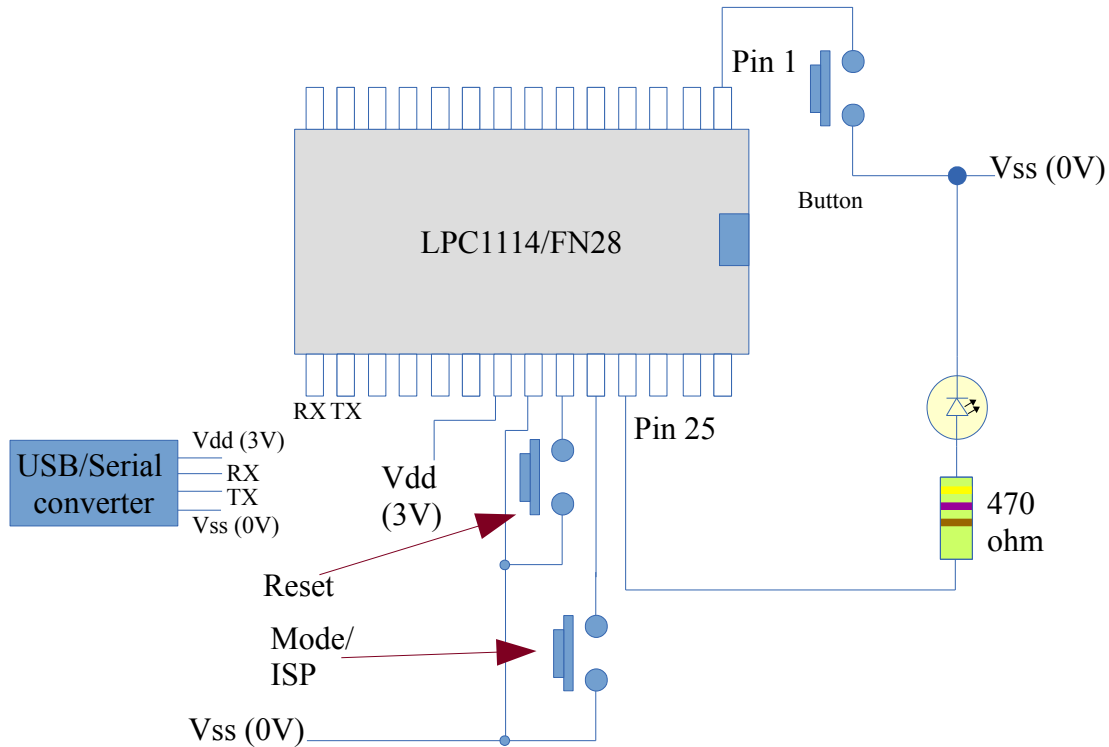 Pin 1
Vss (0V)
Button
LPC1114/FN28
RX TX
Pin 25
Vdd (3V)
USB/Serial
converter
RX
TX
Vss (0V)
Vdd
(3V)
470
ohm
Reset
Mode/
ISP
Vss (0V)